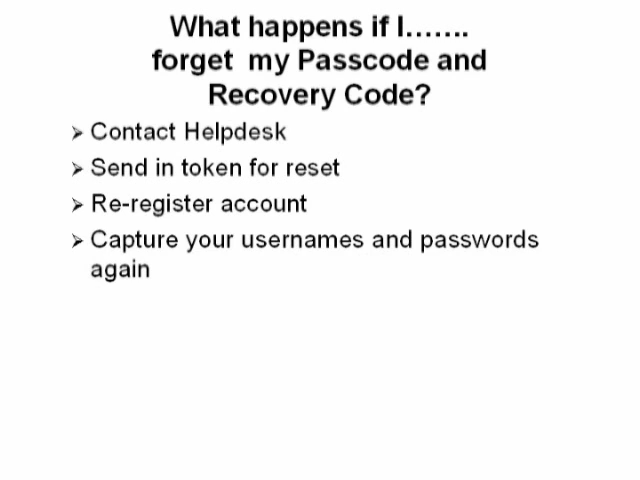 What happens if I.......
forget my Passcode and
Recovery Code?
➢ Contact Helpdesk
➢ Send in token for reset
➢ Re-register account
➢ Capture your usernames and passwords
again